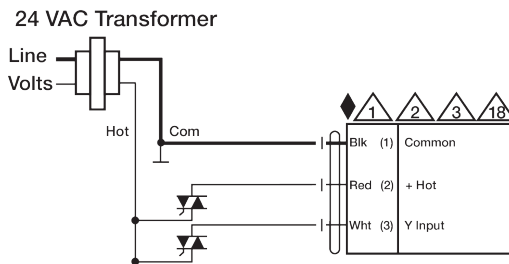 24 VAC Transformer
Line
Volts
Hot
Com
1 2 3 18
Blk (1) Common
Red (2) + Hot
Wht (3) Y Input